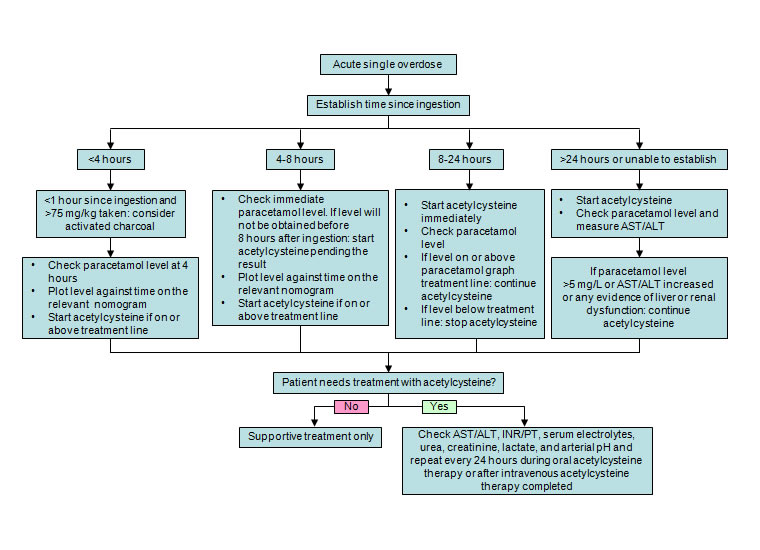 Acute single overdose
Establish time since ingestion
<4 hours
4-8 hours
8-24 hours
>24 hours or unable to establish
<1 hour since ingestion and
>75 mg/kg taken: consider
activated charcoal
• Check paracetamol level at 4
hours
• Plot level against time on the
relevant nomogram
• Start acetylcysteine if on or
above treatment line
• Check immediate
paracetamol level. If level will
not be obtained before
8 hours after ingestion: start
acetylcysteine pending the
result
• Plot level against time on the
relevant nomogram
• Start acetylcysteine if on or
above treatment line
• Start acetylcysteine
immediately
• Check paracetamol
level
• If level on or above
paracetamol graph
treatment line: continue
acetylcysteine
• If level below treatment
line: stop acetylcysteine
• Start acetylcysteine
• Check paracetamol level and
measure AST/ALT
If paracetamol level
>5 mg/L or AST/ALT increased
or any evidence of liver or renal
dysfunction: continue
acetylcysteine
Patient needs treatment with acetylcysteine?
No
Yes
Supportive treatment only
Check AST/ALT, INR/PT, serum electrolytes,
urea, creatinine, lactate, and arterial pH and
repeat every 24 hours during oral acetylcysteine
therapy or after intravenous acetylcysteine
therapy completed